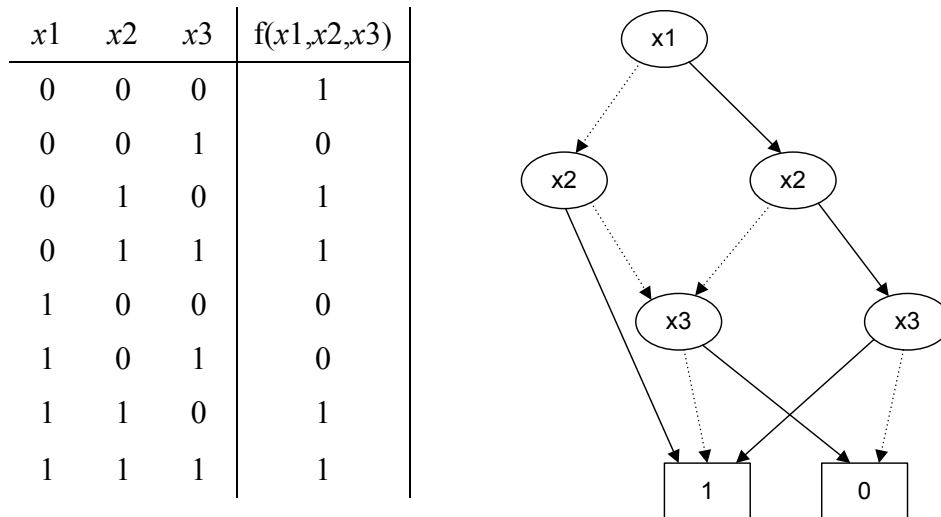 x1 x2 x3 f(x1,x2,x3)
0 0 0 1
0 0 1 0
0 1 0 1
0 1 1 1
1 0 0 0
1 0 1 0
1 1 0 1
1 1 1 1
x1
x2 x2
x3 x3
1 0